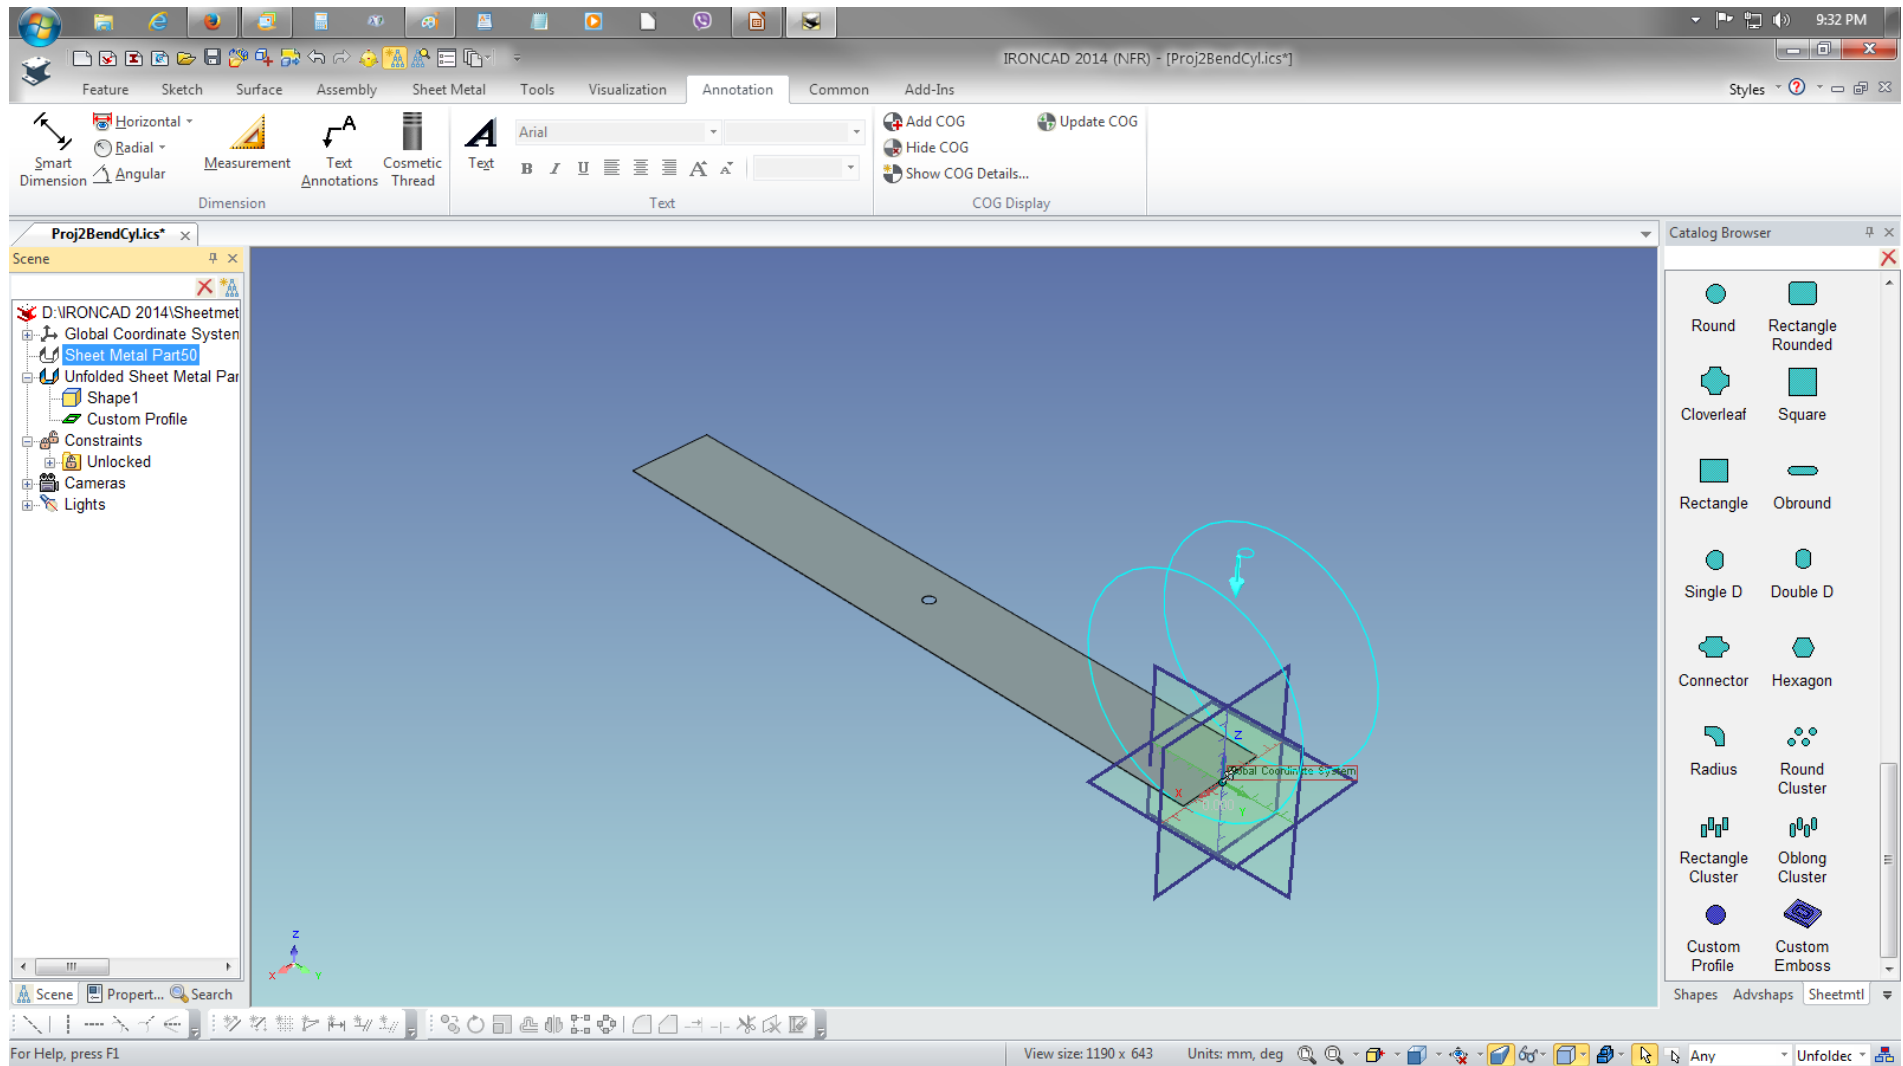 9:32 PM
IRONCAD 2014 (NFR) - [Proj2BendCyl.ics*]
Feature Sketch Surface Assembly Sheet Metal Tools Visualization Annotation Common Add-Ins Styles
Smart Dimension
Horizontal
Radial
Angular
Measurement
Text Annotations
Cosmetic Thread
Dimension
Text
Arial
B I U A A
Text
Add COG
Hide COG
Show COG Details...
Update COG
COG Display
Proj2BendCyl.ics*
Scene
D:\IRONCAD 2014\Sheetmet
Global Coordinate System
Sheet Metal Part50
Unfolded Sheet Metal Par
Shape1
Custom Profile
Constraints
Unlocked
Cameras
Lights
Scene Propert... Search
Z
Global Coordinate System
X
Y
Z
X Y
Catalog Browser
Round
Rectangle Rounded
Cloverleaf
Square
Rectangle
Obround
Single D
Double D
Connector
Hexagon
Radius
Round Cluster
Rectangle Cluster
Oblong Cluster
Custom Profile
Custom Emboss
Shapes Advshaps Sheetmtl
For Help, press F1
View size: 1190 x 643
Units: mm, deg
Any
Unfoldec